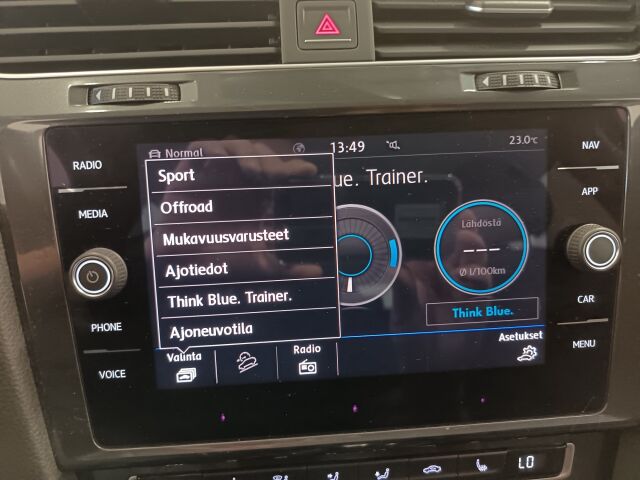 RADIO
MEDIA
PHONE
VOICE
NAV
APP
CAR
MENU
Normal
13:49
23.0°C
Sport
Offroad
Mukavuusvarusteet
Ajotiedot
Think Blue. Trainer.
Ajoneuvotila
ue. Trainer.
Lähdöstä
---
Ø l/100km
Think Blue.
Valinta
Radio
Asetukset
LO